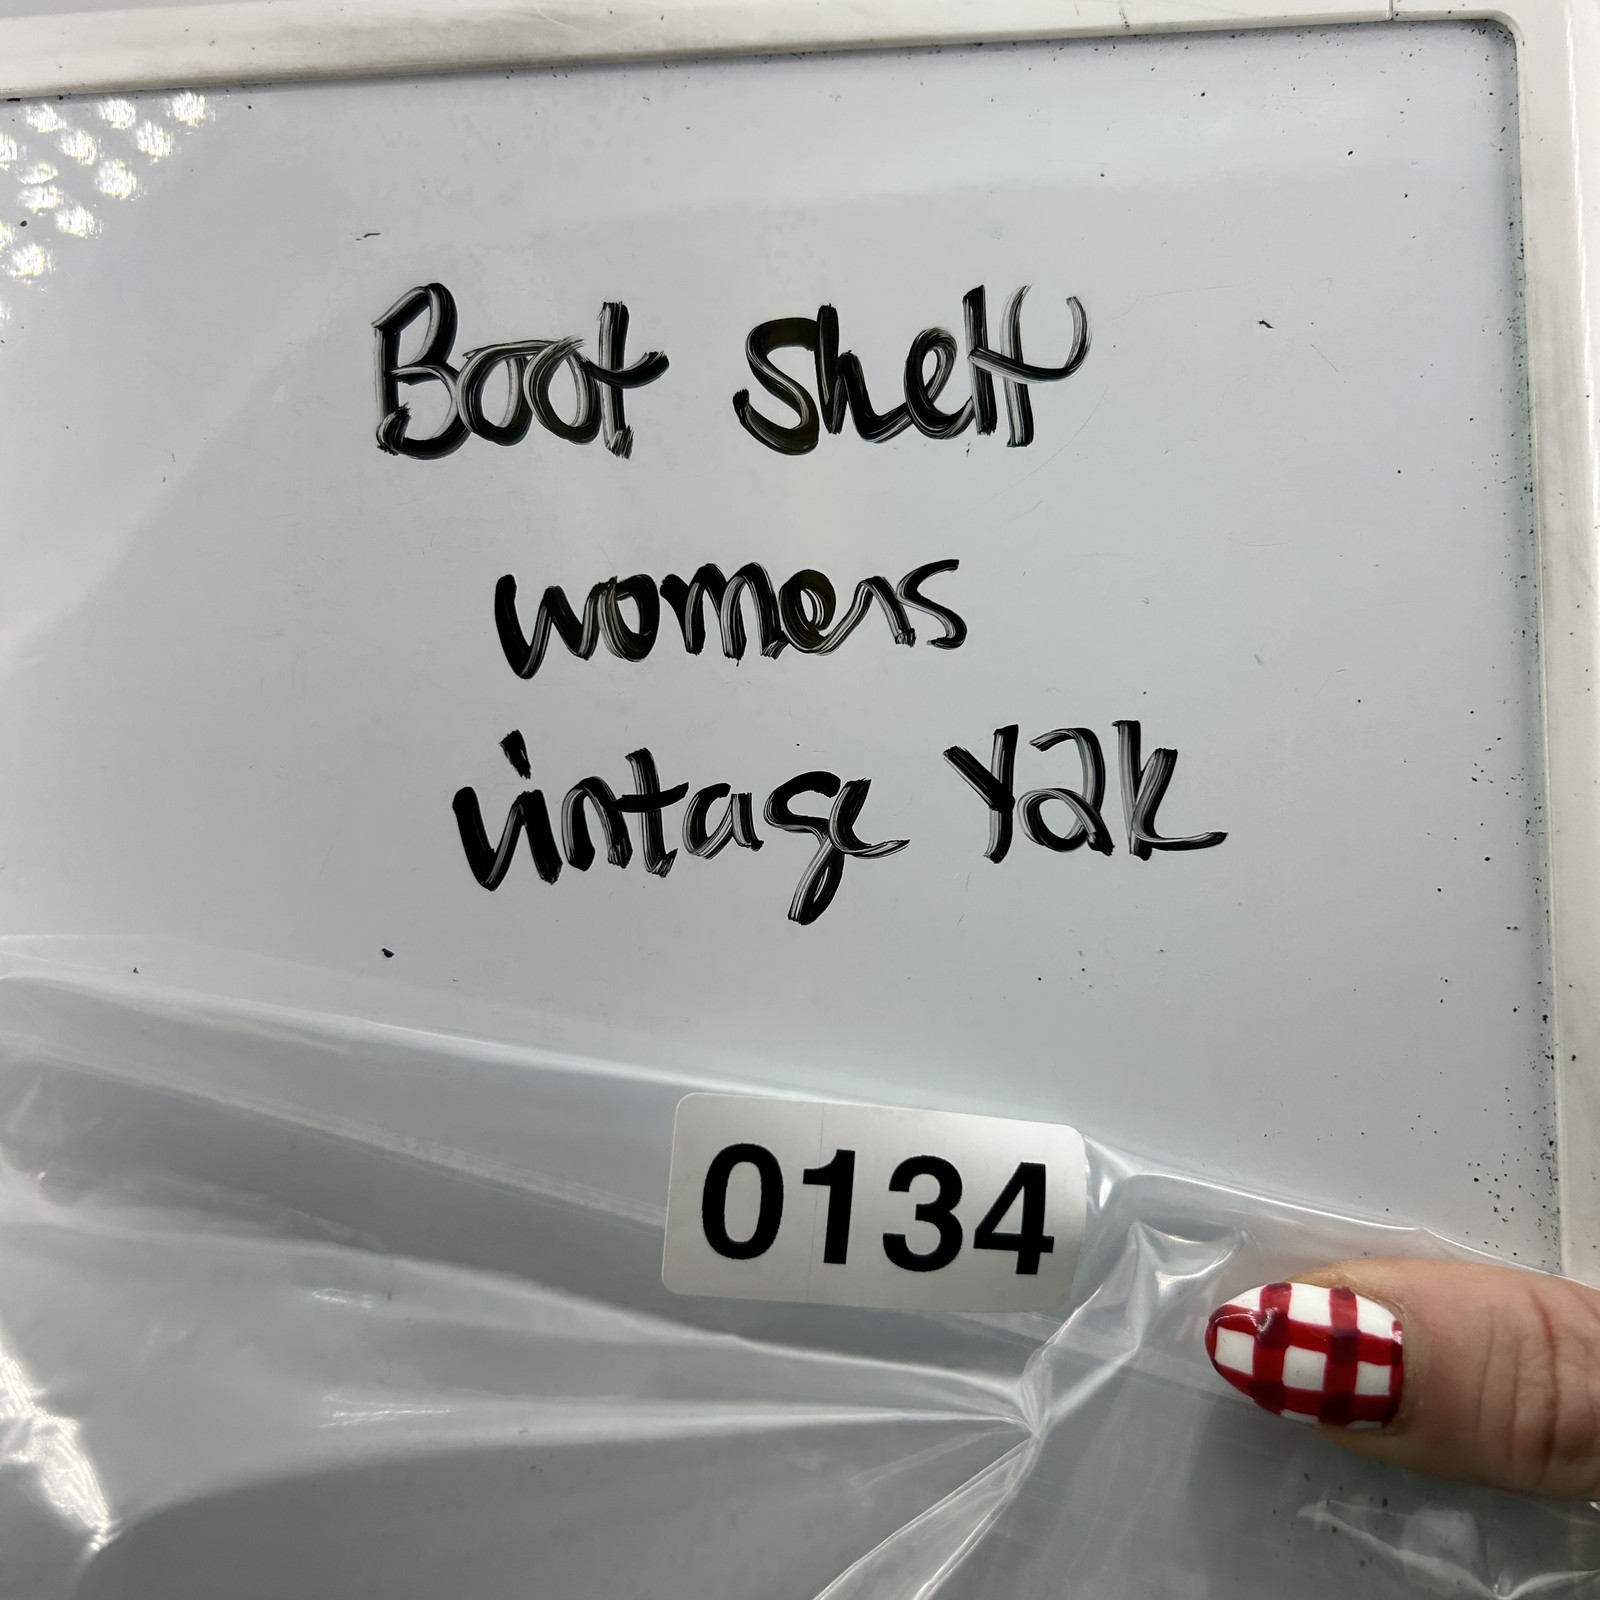 Boot shelf
womens
vintage Y2k
0134